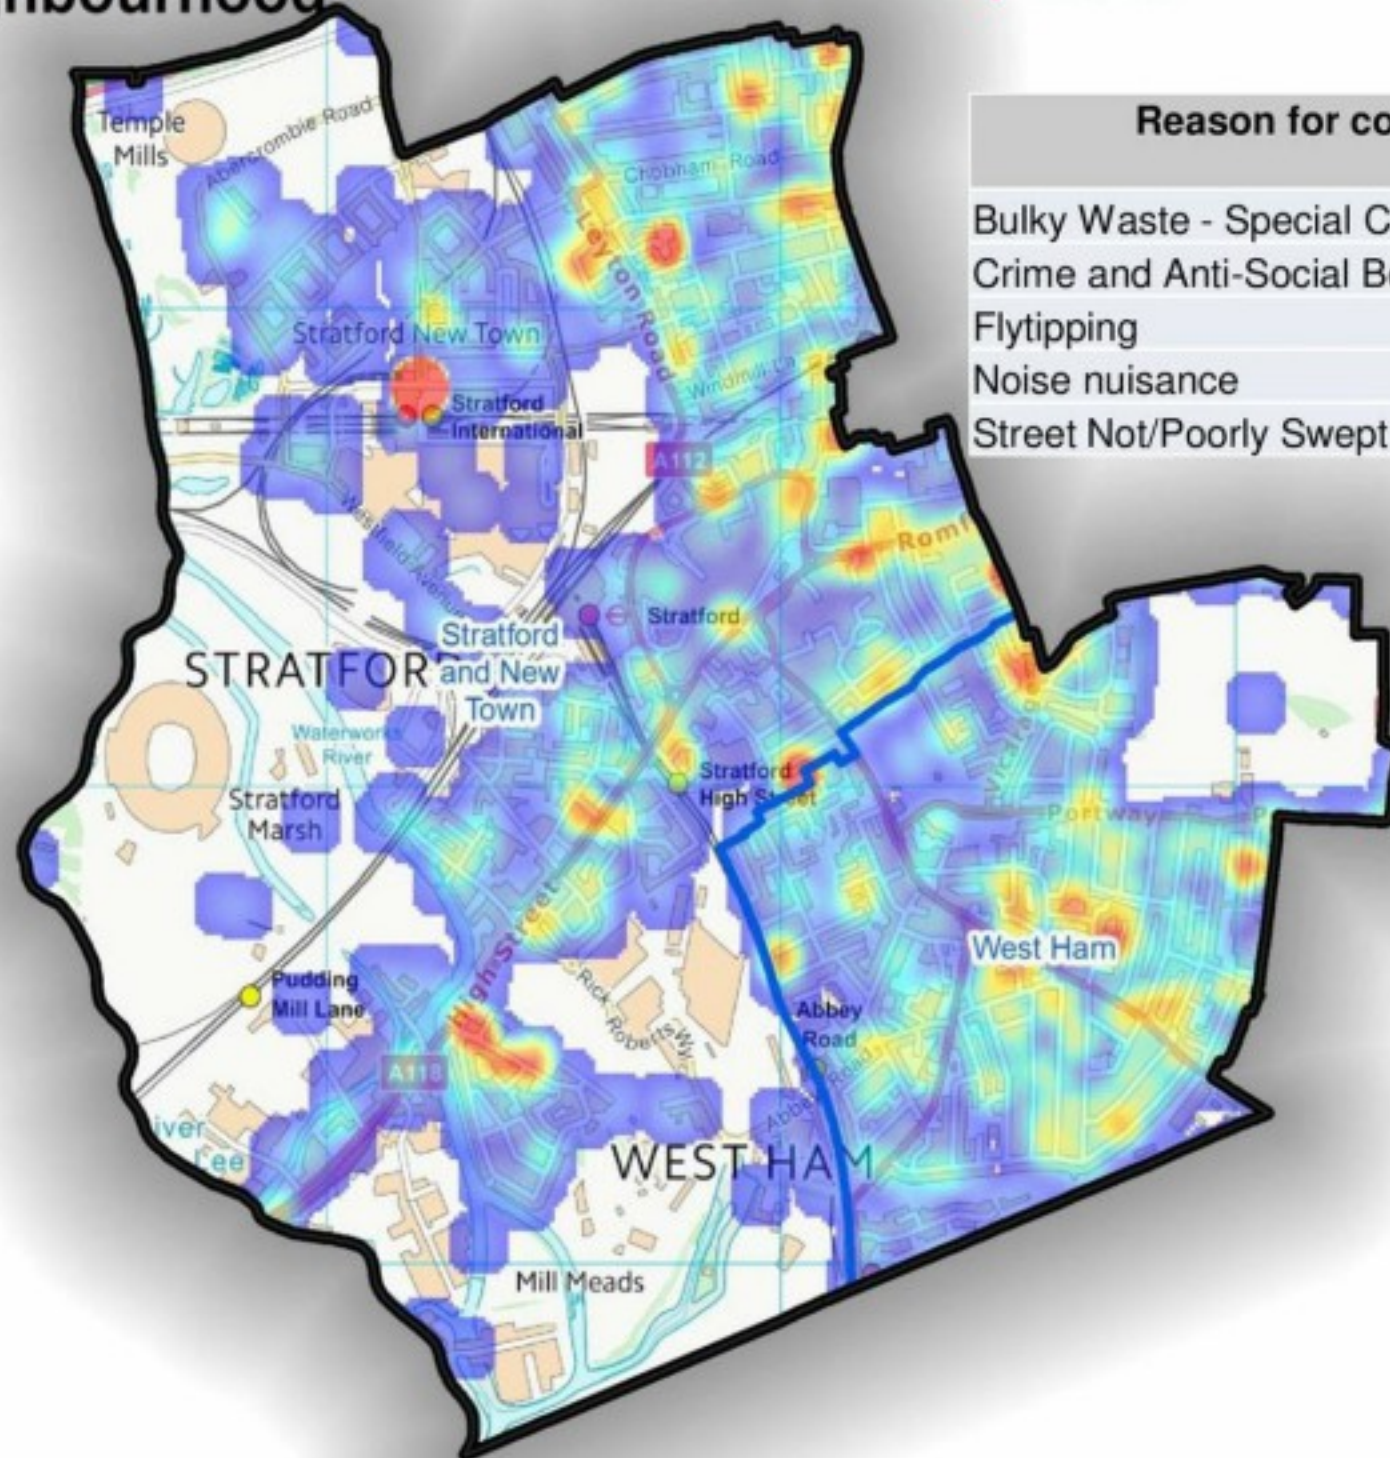 Temple
Mills
Abercrombie Road
Chobham Road
Leyton Road
Stratford New Town
Windmill La
Stratford
International
A112
Westfield Avenue
Romf
Stratford
STRATFOR
Stratford
and New
Town
Waterworks
River
Stratford
Marsh
Stratford
High Street
Portway
High Street
West Ham
Pudding
Mill Lane
Rick Roberts Wy
Abbey
Road
Abbey Road
A118
iver
Lee
WEST HAM
Mill Meads
Reason for co
Bulky Waste - Special C
Crime and Anti-Social Be
Flytipping
Noise nuisance
Street Not/Poorly Swept